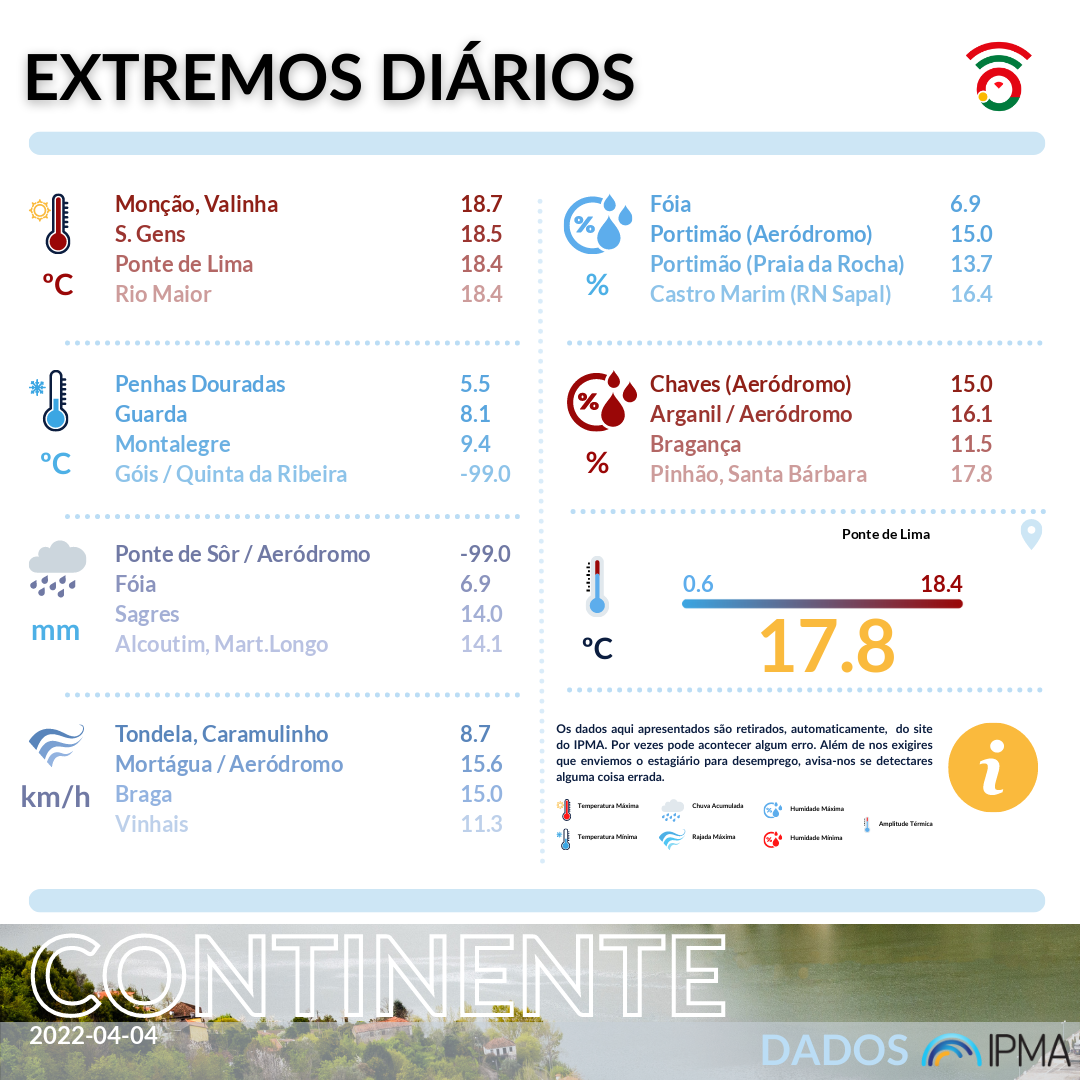 EXTREMOS DIÁRIOS
Monção, Valinha 18.7
S. Gens 18.5
Ponte de Lima 18.4
Rio Maior 18.4
ºC
Penhas Douradas 5.5
Guarda 8.1
Montalegre 9.4
Góis / Quinta da Ribeira -99.0
ºC
Ponte de Sôr / Aeródromo -99.0
Fóia 6.9
Sagres 14.0
Alcoutim, Mart.Longo 14.1
mm
Tondela, Caramulinho 8.7
Mortágua / Aeródromo 15.6
Braga 15.0
Vinhais 11.3
km/h
%
Fóia 6.9
Portimão (Aeródromo) 15.0
Portimão (Praia da Rocha) 13.7
Castro Marim (RN Sapal) 16.4
%
%
Chaves (Aeródromo) 15.0
Arganil / Aeródromo 16.1
Bragança 11.5
Pinhão, Santa Bárbara 17.8
%
Ponte de Lima
0.6 18.4
17.8
ºC
Os dados aqui apresentados são retirados, automaticamente, do site
do IPMA. Por vezes pode acontecer algum erro. Além de nos exigires
que enviemos o estagiário para desemprego, avisa-nos se detectares
alguma coisa errada.
i
Temperatura Máxima Chuva Acumulada Humidade Máxima
Amplitude Térmica
Temperatura Mínima Rajada Máxima Humidade Mínima
CONTINENTE
2022-04-04
DADOS IPMA